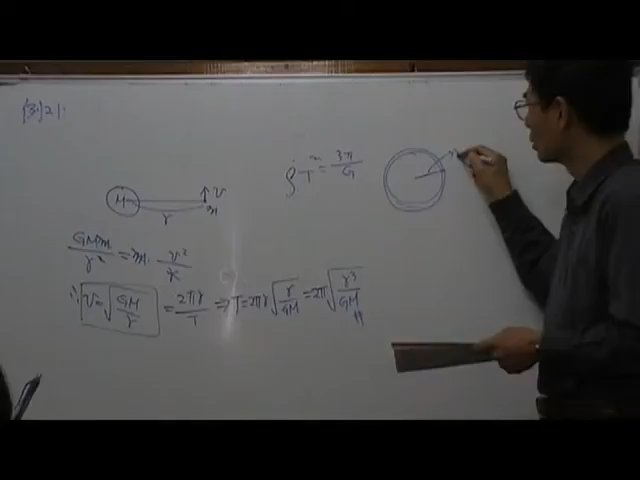 例21.
ρT² = 3π/G
M r v m
GMm/r² = m · v²/r
∴ v = √(GM/r) = 2πr/T ⇒ T = 2πr√(r/GM) = 2π√(r³/GM) //